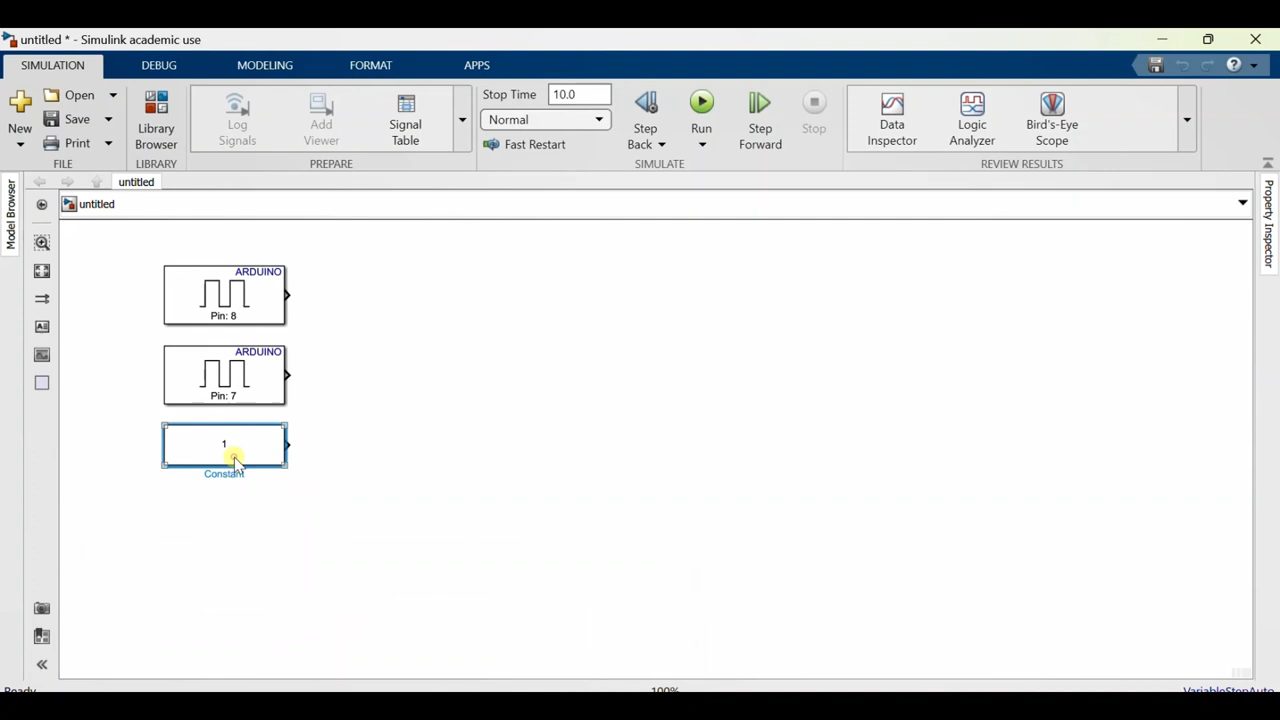 untitled * - Simulink academic use
SIMULATION DEBUG MODELING FORMAT APPS
New
Open
Save
Print
FILE
Library
Browser
LIBRARY
Log
Signals
Add
Viewer
Signal
Table
PREPARE
Stop Time 10.0
Normal
Fast Restart
Step
Back
Run
Step
Forward
Stop
SIMULATE
Data
Inspector
Logic
Analyzer
Bird's-Eye
Scope
REVIEW RESULTS
Model Browser
untitled
untitled
Property Inspector
ARDUINO
Pin: 8
ARDUINO
Pin: 7
1
Constant
Ready 100% VariableStepAuto